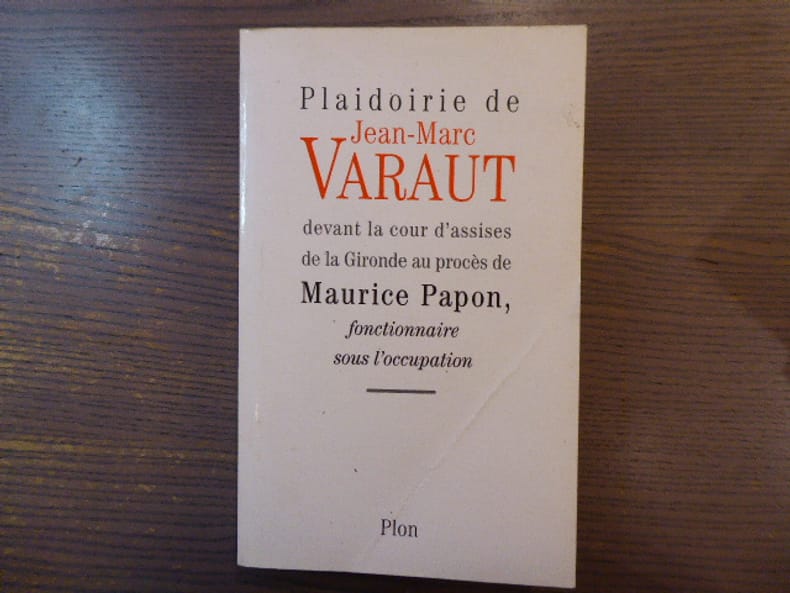 Plaidoirie de
Jean-Marc
VARAUT
devant la cour d'assises
de la Gironde au procès de
Maurice Papon,
fonctionnaire
sous l'occupation
Plon